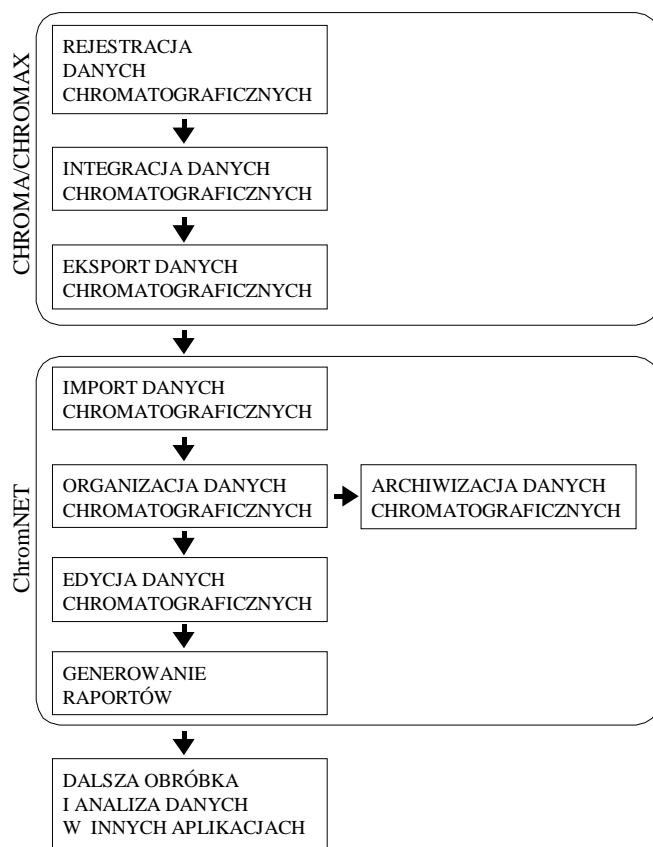 CHROMA/CHROMAX
REJESTRACJA
DANYCH
CHROMATOGRAFICZNYCH
INTEGRACJA DANYCH
CHROMATOGRAFICZNYCH
EKSPORT DANYCH
CHROMATOGRAFICZNYCH
ChromNET
IMPORT DANYCH
CHROMATOGRAFICZNYCH
ORGANIZACJA DANYCH
CHROMATOGRAFICZNYCH
ARCHIWIZACJA DANYCH
CHROMATOGRAFICZNYCH
EDYCJA DANYCH
CHROMATOGRAFICZNYCH
GENEROWANIE
RAPORTÓW
DALSZA OBRÓBKA
I ANALIZA DANYCH
W INNYCH APLIKACJACH